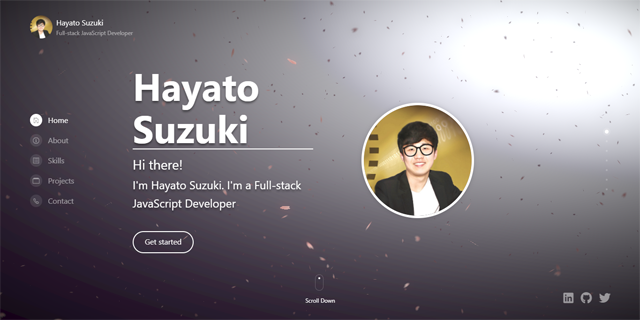 Hayato Suzuki
Full-stack JavaScript Developer
Home
About
Skills
Projects
Contact
Hayato
Suzuki
Hi there!
I'm Hayato Suzuki. I'm a Full-stack
JavaScript Developer
Get started
Scroll Down